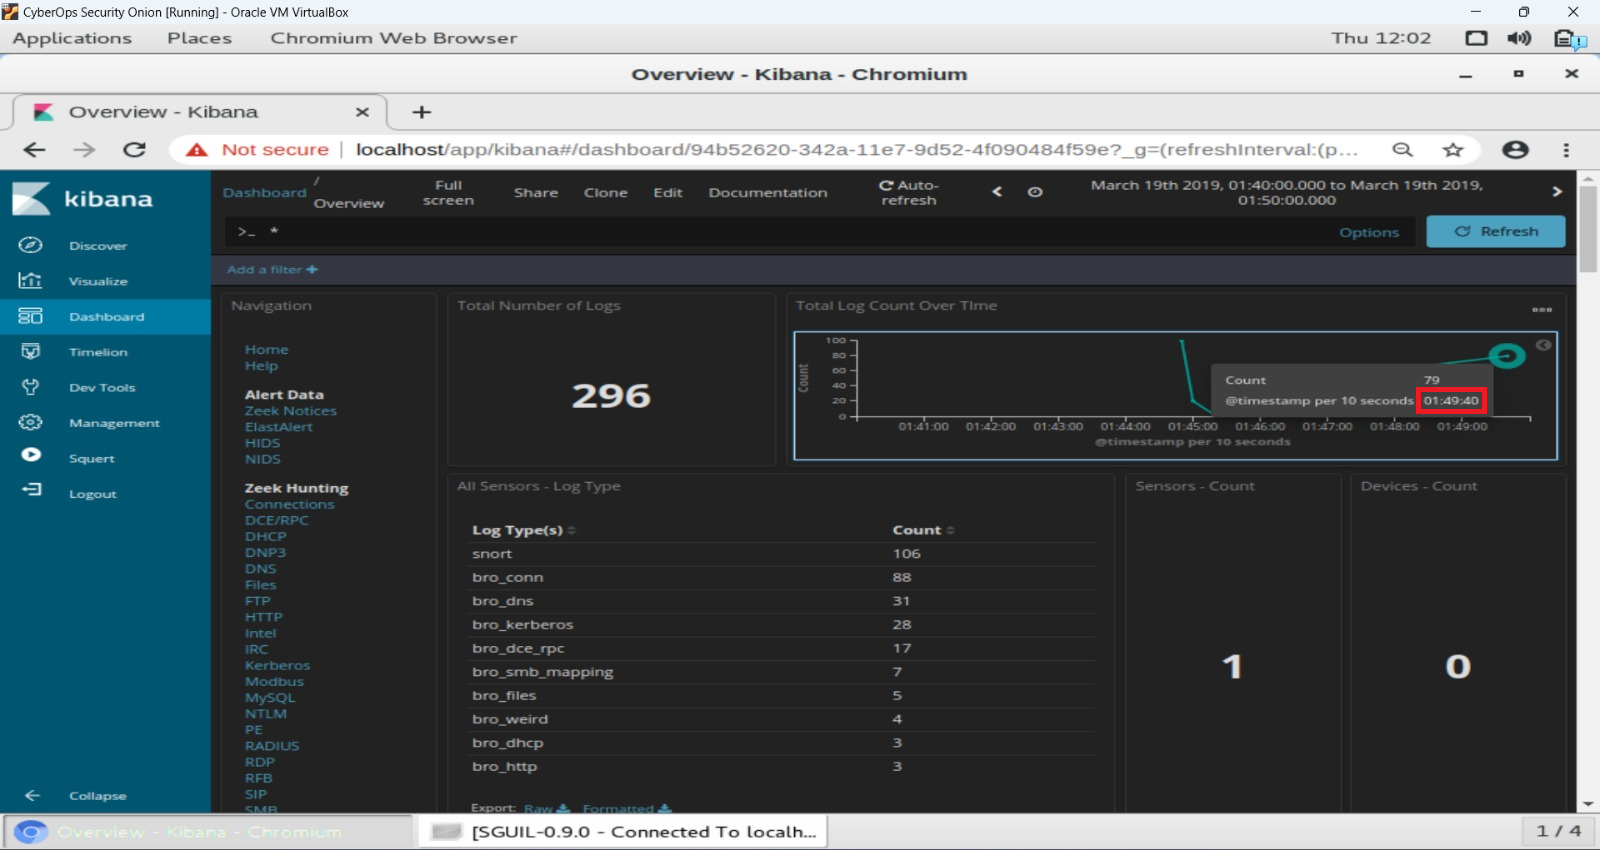 CyberOps Security Onion [Running] - Oracle VM VirtualBox
Applications Places Chromium Web Browser Thu 12:02
Overview - Kibana - Chromium
Overview - Kibana
Not secure localhost/app/kibana#/dashboard/94b52620-342a-11e7-9d52-4f090484f59e?_g=(refreshInterval:(p...
kibana
Discover
Visualize
Dashboard
Timelion
Dev Tools
Management
Squert
Logout
Collapse
Dashboard / Overview
Full screen
Share
Clone
Edit
Documentation
Auto-refresh
March 19th 2019, 01:40:00.000 to March 19th 2019, 01:50:00.000
>_ *
Options
Refresh
Add a filter +
Navigation
Home
Help
Alert Data
Zeek Notices
ElastAlert
HIDS
NIDS
Zeek Hunting
Connections
DCE/RPC
DHCP
DNP3
DNS
Files
FTP
HTTP
Intel
IRC
Kerberos
Modbus
MySQL
NTLM
PE
RADIUS
RDP
RFB
SIP
SMB
Total Number of Logs
296
Total Log Count Over TIme
Count
100
80
60
40
20
0
Count 79
@timestamp per 10 seconds 01:49:40
01:41:00 01:42:00 01:43:00 01:44:00 01:45:00 01:46:00 01:47:00 01:48:00 01:49:00
@timestamp per 10 seconds
All Sensors - Log Type
Log Type(s) Count
snort 106
bro_conn 88
bro_dns 31
bro_kerberos 28
bro_dce_rpc 17
bro_smb_mapping 7
bro_files 5
bro_weird 4
bro_dhcp 3
bro_http 3
Export: Raw Formatted
Sensors - Count
1
Devices - Count
0
Overview - Kibana - Chromium
[SGUIL-0.9.0 - Connected To localh...
1 / 4